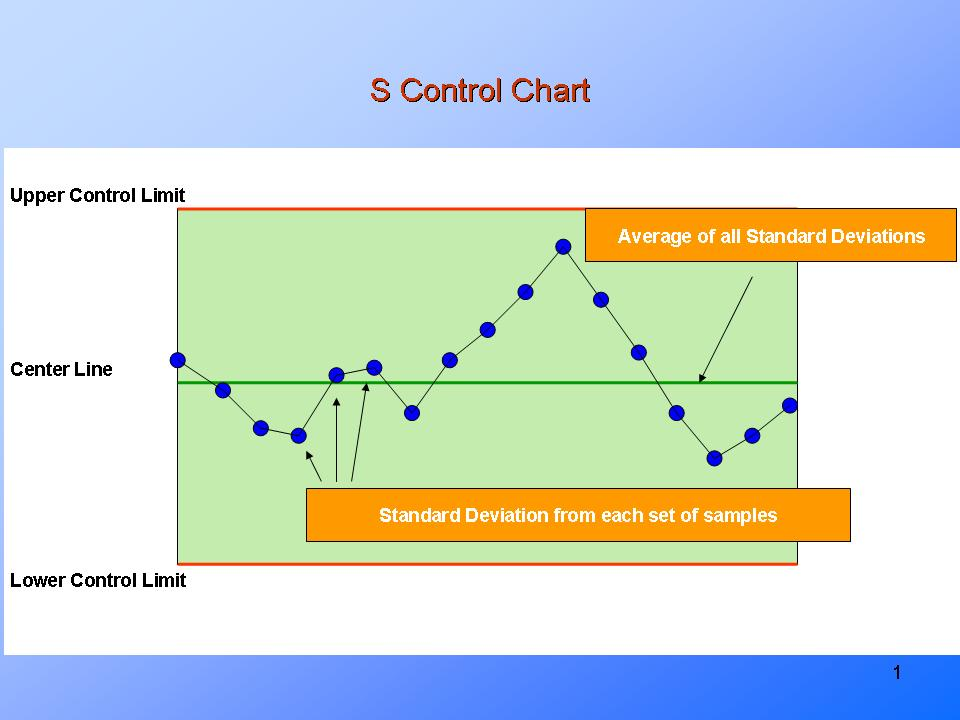 S Control Chart
Upper Control Limit
Average of all Standard Deviations
Center Line
Standard Deviation from each set of samples
Lower Control Limit
1